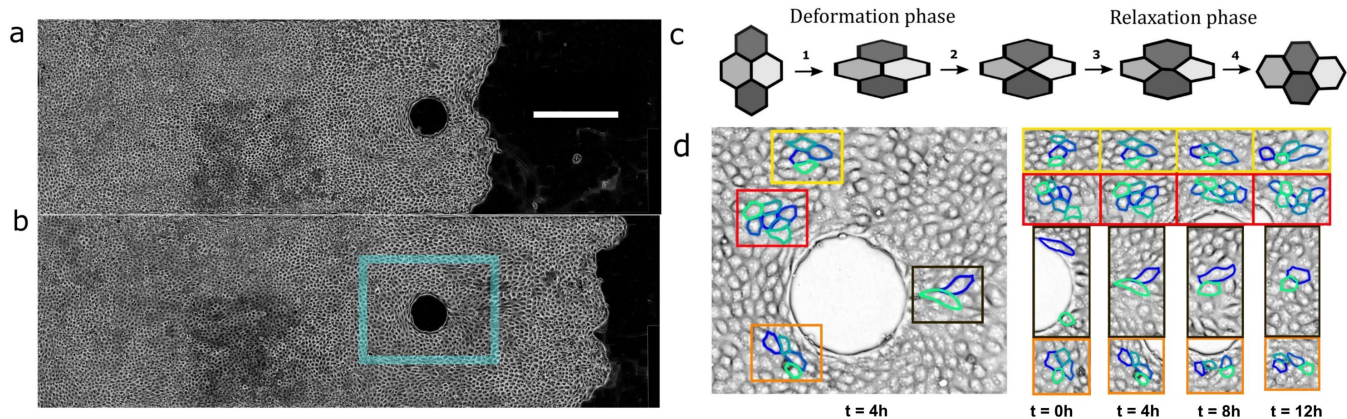 a
b
c
Deformation phase
Relaxation phase
1
2
3
4
d
t = 4h
t = 0h
t = 4h
t = 8h
t = 12h